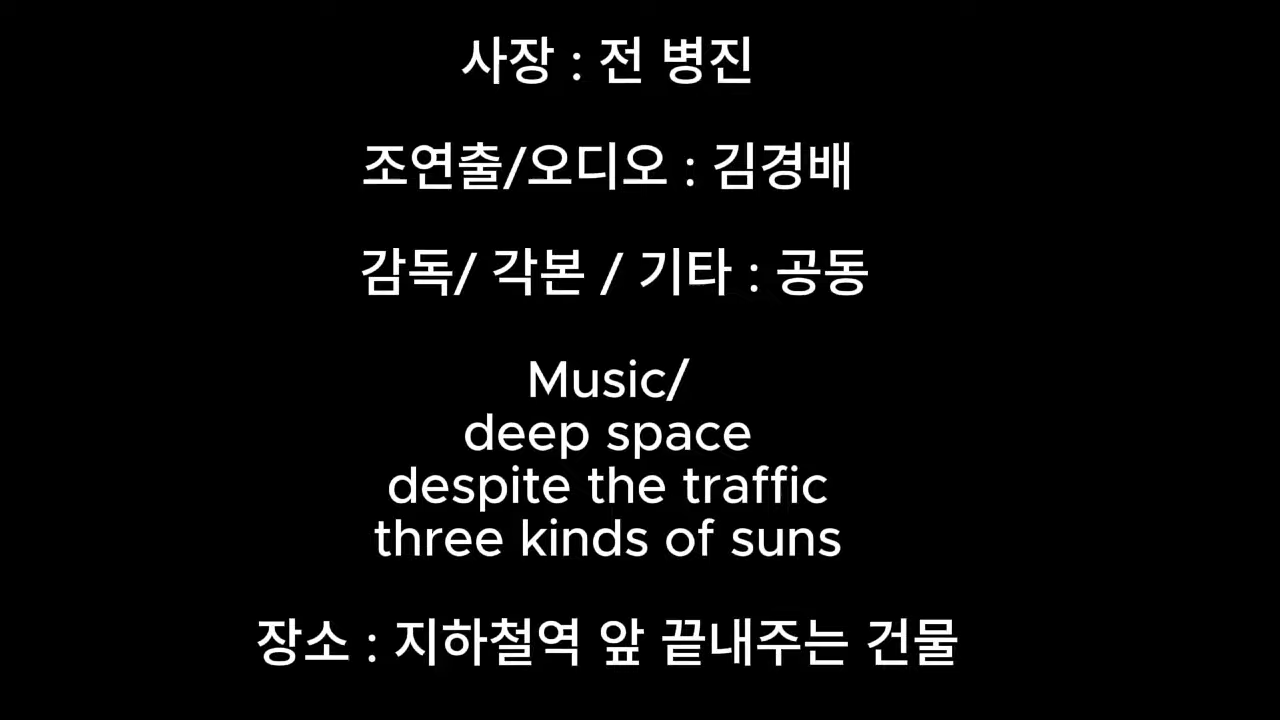 사장 : 전 병진
조연출/오디오 : 김경배
감독/ 각본 / 기타 : 공동
Music/
deep space
despite the traffic
three kinds of suns
장소 : 지하철역 앞 끝내주는 건물